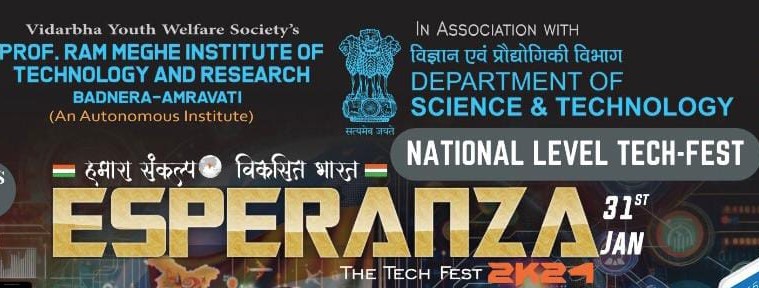 Vidarbha Youth Welfare Society's
PROF. RAM MEGHE INSTITUTE OF
TECHNOLOGY AND RESEARCH
BADNERA-AMRAVATI
(An Autonomous Institute)
IN ASSOCIATION WITH
विज्ञान एवं प्रौद्योगिकी विभाग
DEPARTMENT OF
SCIENCE & TECHNOLOGY
सत्यमेव जयते
NATIONAL LEVEL TECH-FEST
हमारा संकल्प विकसित भारत
ESPERANZA
31ST
JAN
THE TECH FEST 2K24